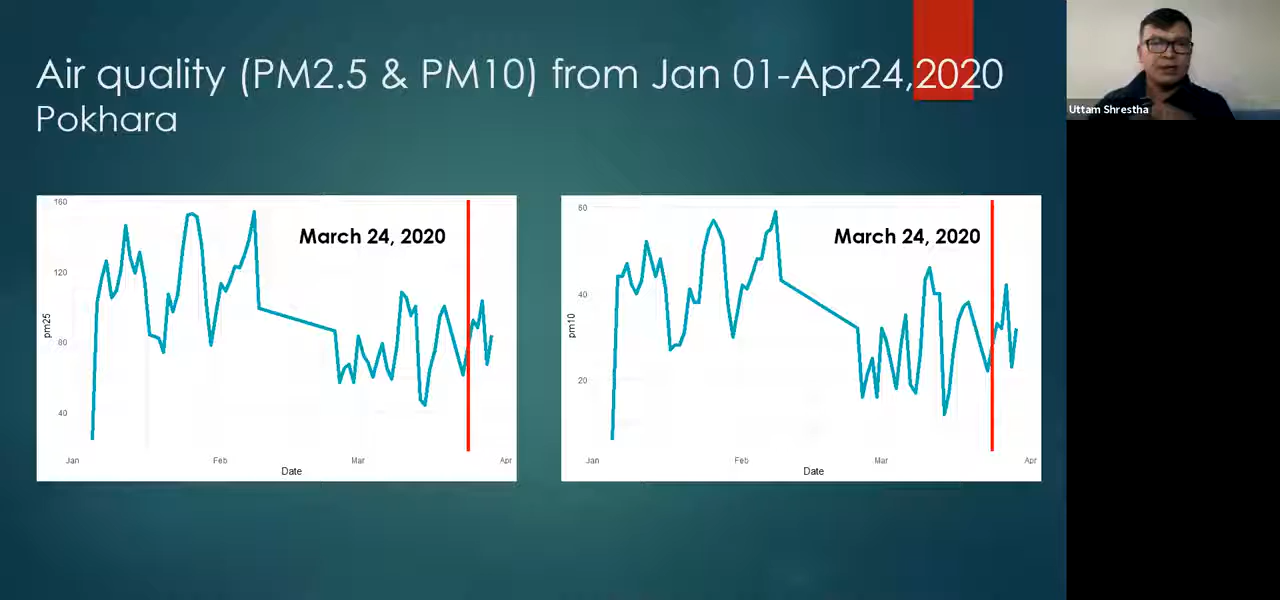 Air quality (PM2.5 & PM10) from Jan 01-Apr24,2020
Pokhara
Uttam Shrestha
160
120
80
40
pm25
March 24, 2020
Jan
Feb
Mar
Apr
Date
60
40
20
pm10
March 24, 2020
Jan
Feb
Mar
Apr
Date